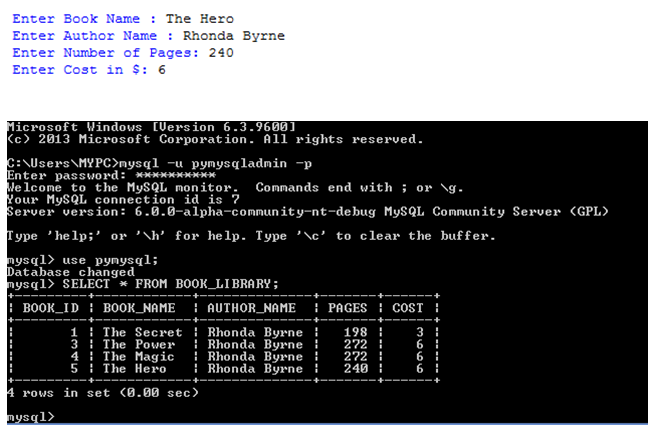 Enter Book Name : The Hero
Enter Author Name : Rhonda Byrne
Enter Number of Pages: 240
Enter Cost in $: 6
Microsoft Windows [Version 6.3.9600]
(c) 2013 Microsoft Corporation. All rights reserved.
C:\Users\MYPC>mysql -u pymysqladmin -p
Enter password: **********
Welcome to the MySQL monitor.  Commands end with ; or \g.
Your MySQL connection id is 7
Server version: 6.0.0-alpha-community-nt-debug MySQL Community Server (GPL)
Type 'help;' or '\h' for help. Type '\c' to clear the buffer.
mysql> use pymysql;
Database changed
mysql> SELECT * FROM BOOK_LIBRARY;
+---------+------------+--------------+-------+------+
| BOOK_ID | BOOK_NAME  | AUTHOR_NAME  | PAGES | COST |
+---------+------------+--------------+-------+------+
|       1 | The Secret | Rhonda Byrne |   198 |    3 |
|       3 | The Power  | Rhonda Byrne |   272 |    6 |
|       4 | The Magic  | Rhonda Byrne |   272 |    6 |
|       5 | The Hero   | Rhonda Byrne |   240 |    6 |
+---------+------------+--------------+-------+------+
4 rows in set (0.00 sec)
mysql>